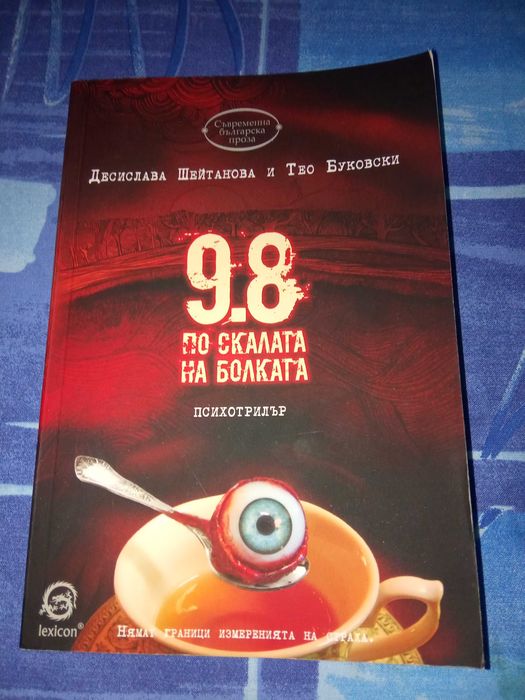 Съвременна
българска
проза
Десислава Шейтанова и Тео Буковски
9.8
ПО СКАЛАТА
НА БОЛКАТА
ПСИХОТРИЛЪР
lexicon®
Нямат граници измеренията на страха.